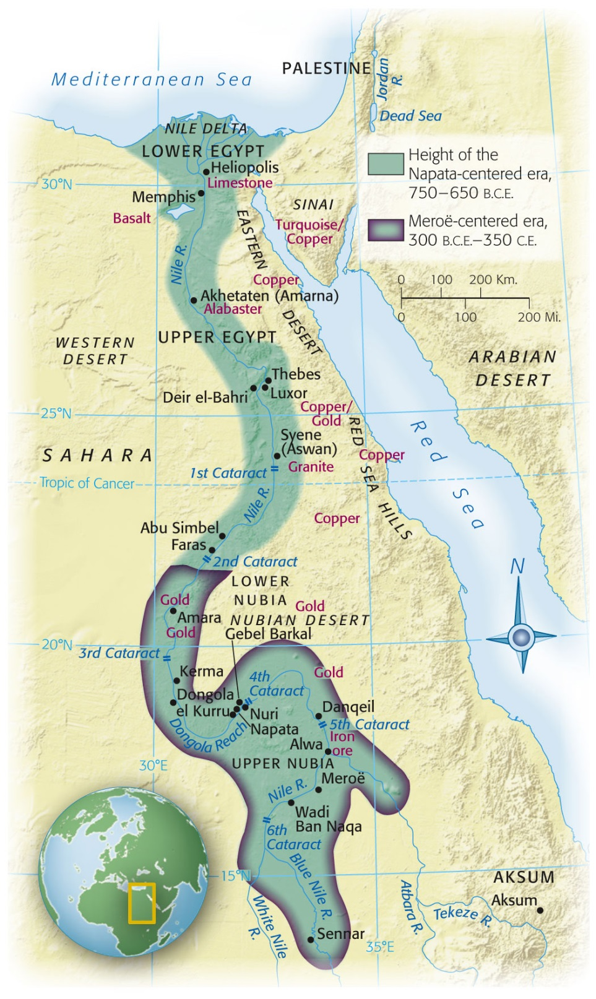 PALESTINE
Mediterranean Sea
Jordan
R.
Dead Sea
NILE DELTA
LOWER EGYPT
Heliopolis
Limestone
30°N
Memphis
Basalt
SINAI
Turquoise/
Copper
Height of the
Napata-centered era,
750–650 B.C.E.
Meroë-centered era,
300 B.C.E.–350 C.E.
0 100 200 Km.
0 100 200 Mi.
EASTERN
DESERT
Nile R.
Copper
Akhetaten (Amarna)
Alabaster
UPPER EGYPT
WESTERN
DESERT
ARABIAN
DESERT
Thebes
Deir el-Bahri
Luxor
Copper/
Gold
25°N
Syene
(Aswan)
RED
SEA
HILLS
Red
Sea
SAHARA
Copper
Granite
1st Cataract
Tropic of Cancer
Nile R.
Copper
Abu Simbel
Faras
2nd Cataract
N
LOWER
NUBIA
Gold
Gold
Amara
NUBIAN DESERT
Gold
Gebel Barkal
20°N
3rd Cataract
Kerma
4th
Cataract
Gold
Dongola
el Kurru
Nuri
Napata
Danqeil
5th Cataract
Dongola Reach
Iron
ore
Alwa
UPPER NUBIA
30°E
Meroë
Nile R.
Wadi
Ban Naqa
6th
Cataract
Blue Nile R.
15°N
White Nile
R.
Atbara R.
AKSUM
Aksum
Tekeze R.
Sennar
35°E